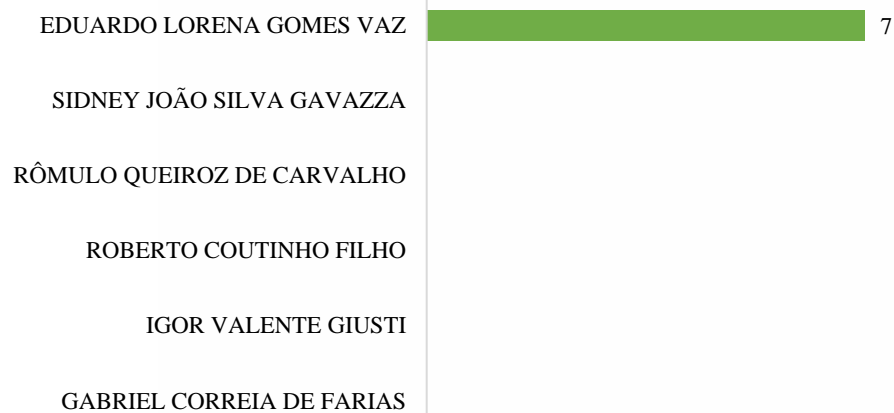 EDUARDO LORENA GOMES VAZ 7
SIDNEY JOÃO SILVA GAVAZZA
RÔMULO QUEIROZ DE CARVALHO
ROBERTO COUTINHO FILHO
IGOR VALENTE GIUSTI
GABRIEL CORREIA DE FARIAS